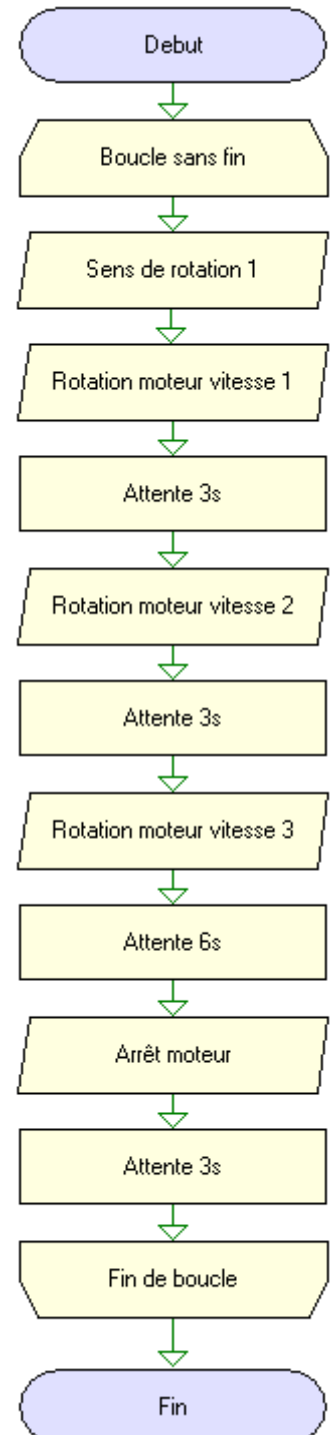 Debut
Boucle sans fin
Sens de rotation 1
Rotation moteur vitesse 1
Attente 3s
Rotation moteur vitesse 2
Attente 3s
Rotation moteur vitesse 3
Attente 6s
Arrêt moteur
Attente 3s
Fin de boucle
Fin